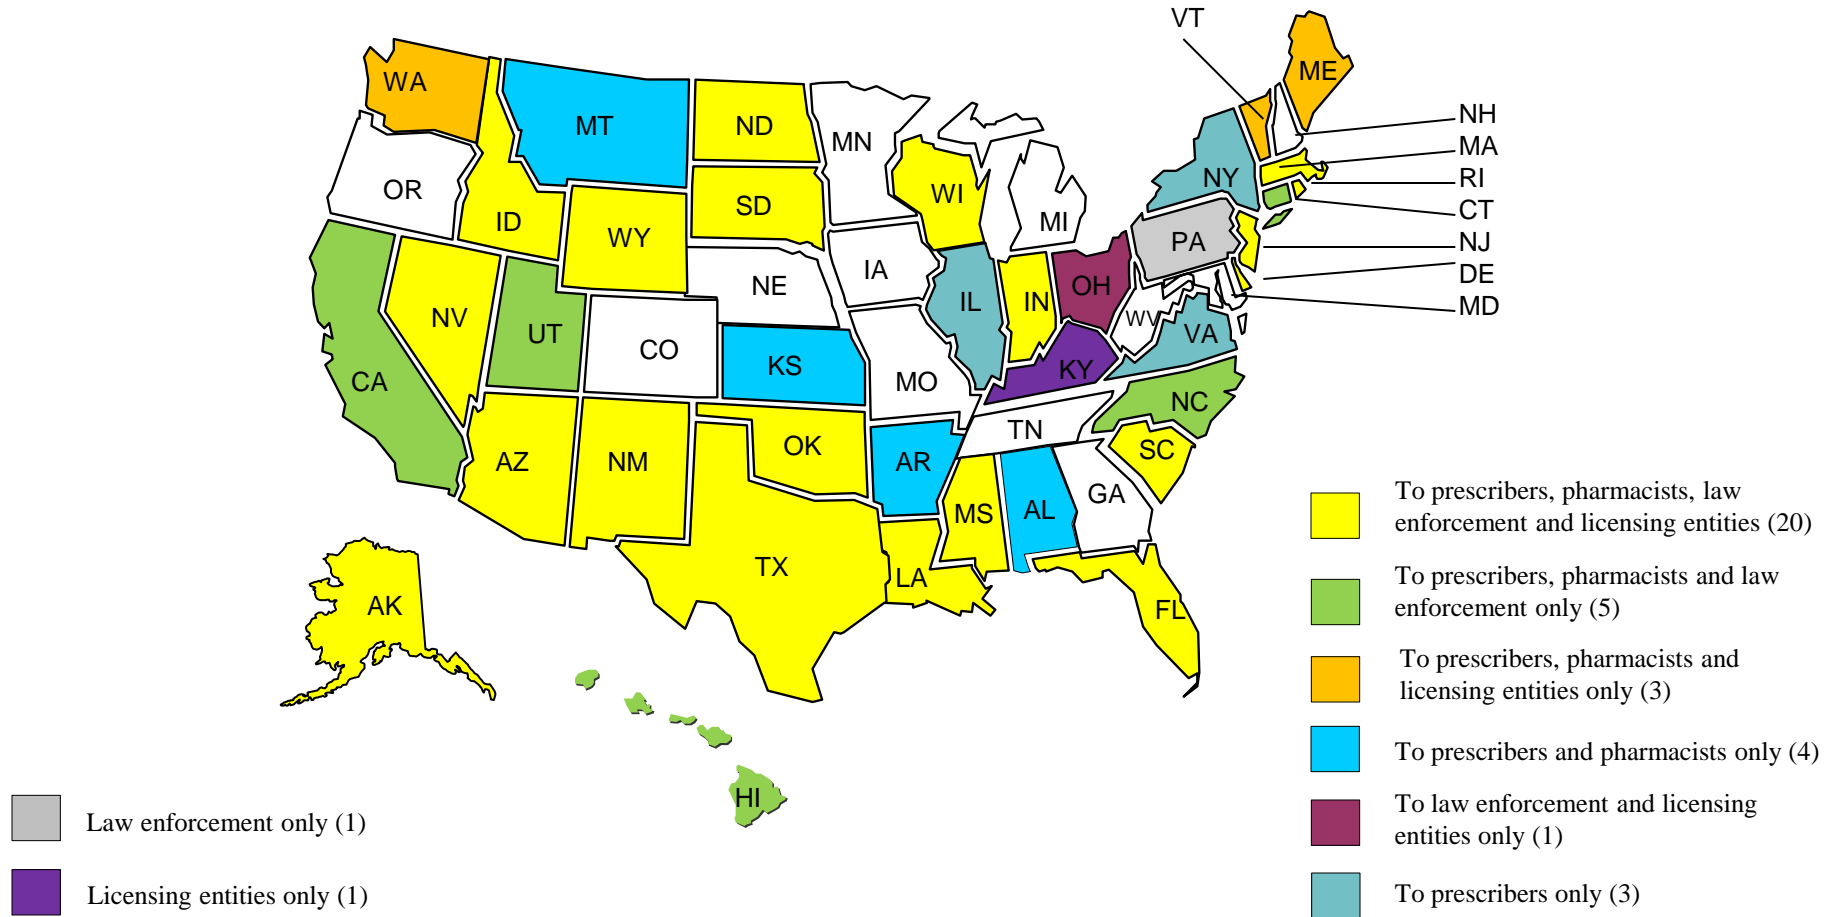 VT
WA
ME
MT
ND
MN
NH
MA
RI
CT
NJ
DE
MD
OR
ID
WY
SD
WI
MI
NY
PA
NE
IA
NV
UT
CO
IL
IN
OH
WV
VA
CA
KS
MO
KY
NC
AZ
NM
OK
AR
TN
SC
MS
AL
GA
TX
LA
FL
AK
HI
To prescribers, pharmacists, law
enforcement and licensing entities (20)
To prescribers, pharmacists and law
enforcement only (5)
To prescribers, pharmacists and
licensing entities only (3)
To prescribers and pharmacists only (4)
To law enforcement and licensing
entities only (1)
To prescribers only (3)
Law enforcement only (1)
Licensing entities only (1)